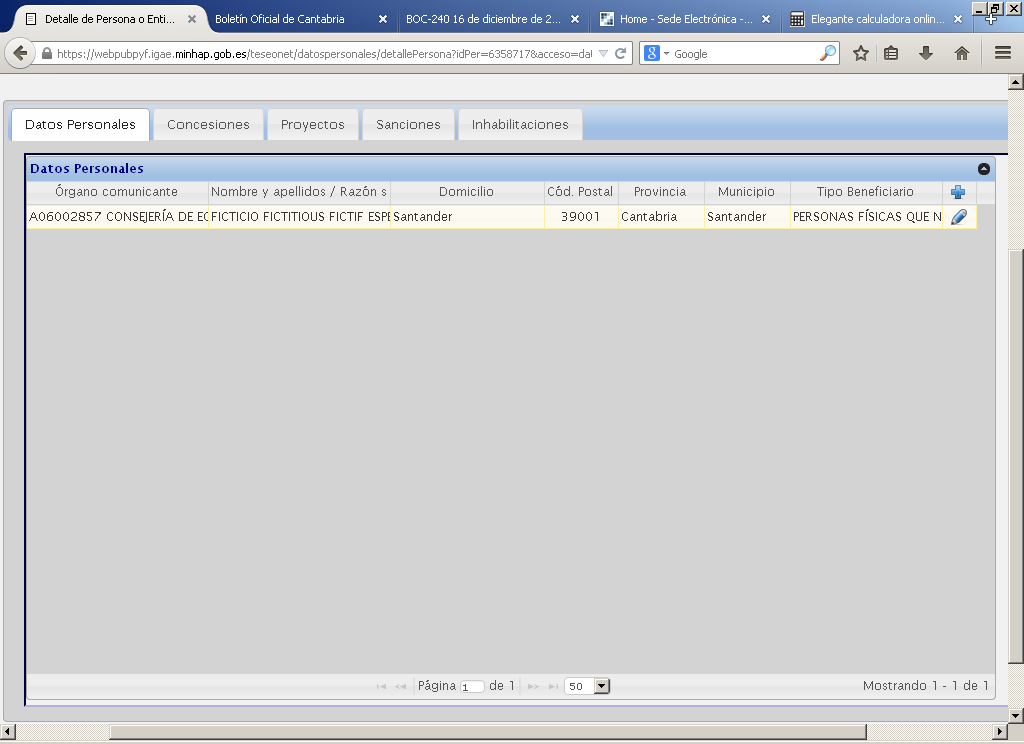 Detalle de Persona o Enti... Boletín Oficial de Cantabria BOC-240 16 de diciembre de 2... Home - Sede Electrónica -... Elegante calculadora onlin...
https://webpubpyf.igae.minhap.gob.es/teseonet/datospersonales/detallePersona?idPer=6358717&acceso=dal Google
Datos Personales Concesiones Proyectos Sanciones Inhabilitaciones
Datos Personales
Órgano comunicante Nombre y apellidos / Razón s Domicilio Cód. Postal Provincia Municipio Tipo Beneficiario
A06002857 CONSEJERÍA DE EC FICTICIO FICTITIOUS FICTIF ESPE Santander 39001 Cantabria Santander PERSONAS FÍSICAS QUE N
Página 1 de 1 50 Mostrando 1 - 1 de 1